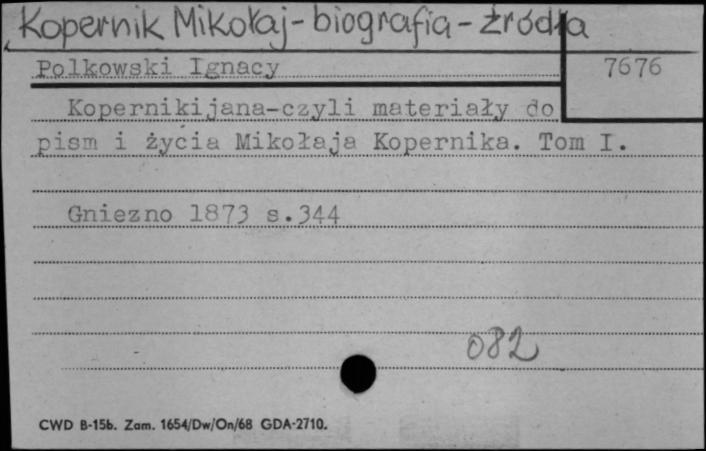 Kopernik Mikołaj - biografia - źródła
Polkowski Ignacy
7676
Kopernikijana-czyli materiały do
pism i życia Mikołaja Kopernika. Tom I.
Gniezno 1873 s.344
082
CWD B-15b. Zam. 1654/Dw/On/68 GDA-2710.